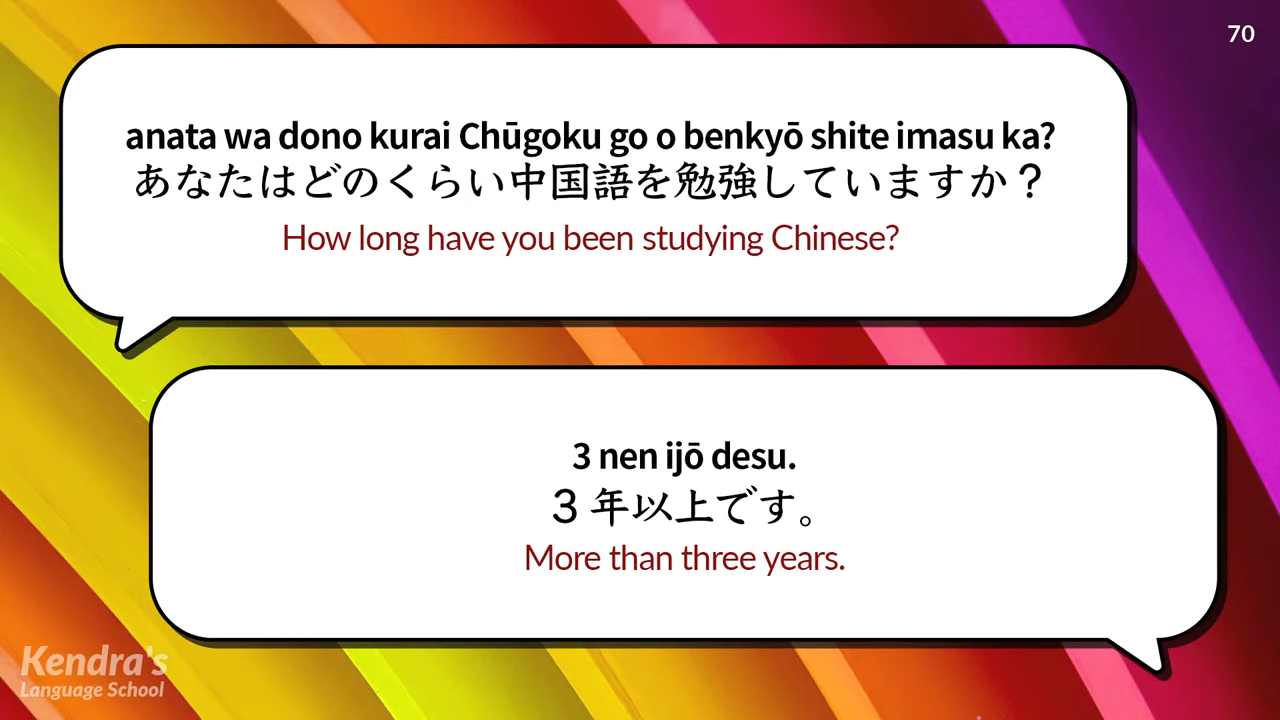 70
anata wa dono kurai Chūgoku go o benkyō shite imasu ka?
あなたはどのくらい中国語を勉強していますか？
How long have you been studying Chinese?
3 nen ijō desu.
３年以上です。
More than three years.
Kendra's
Language School